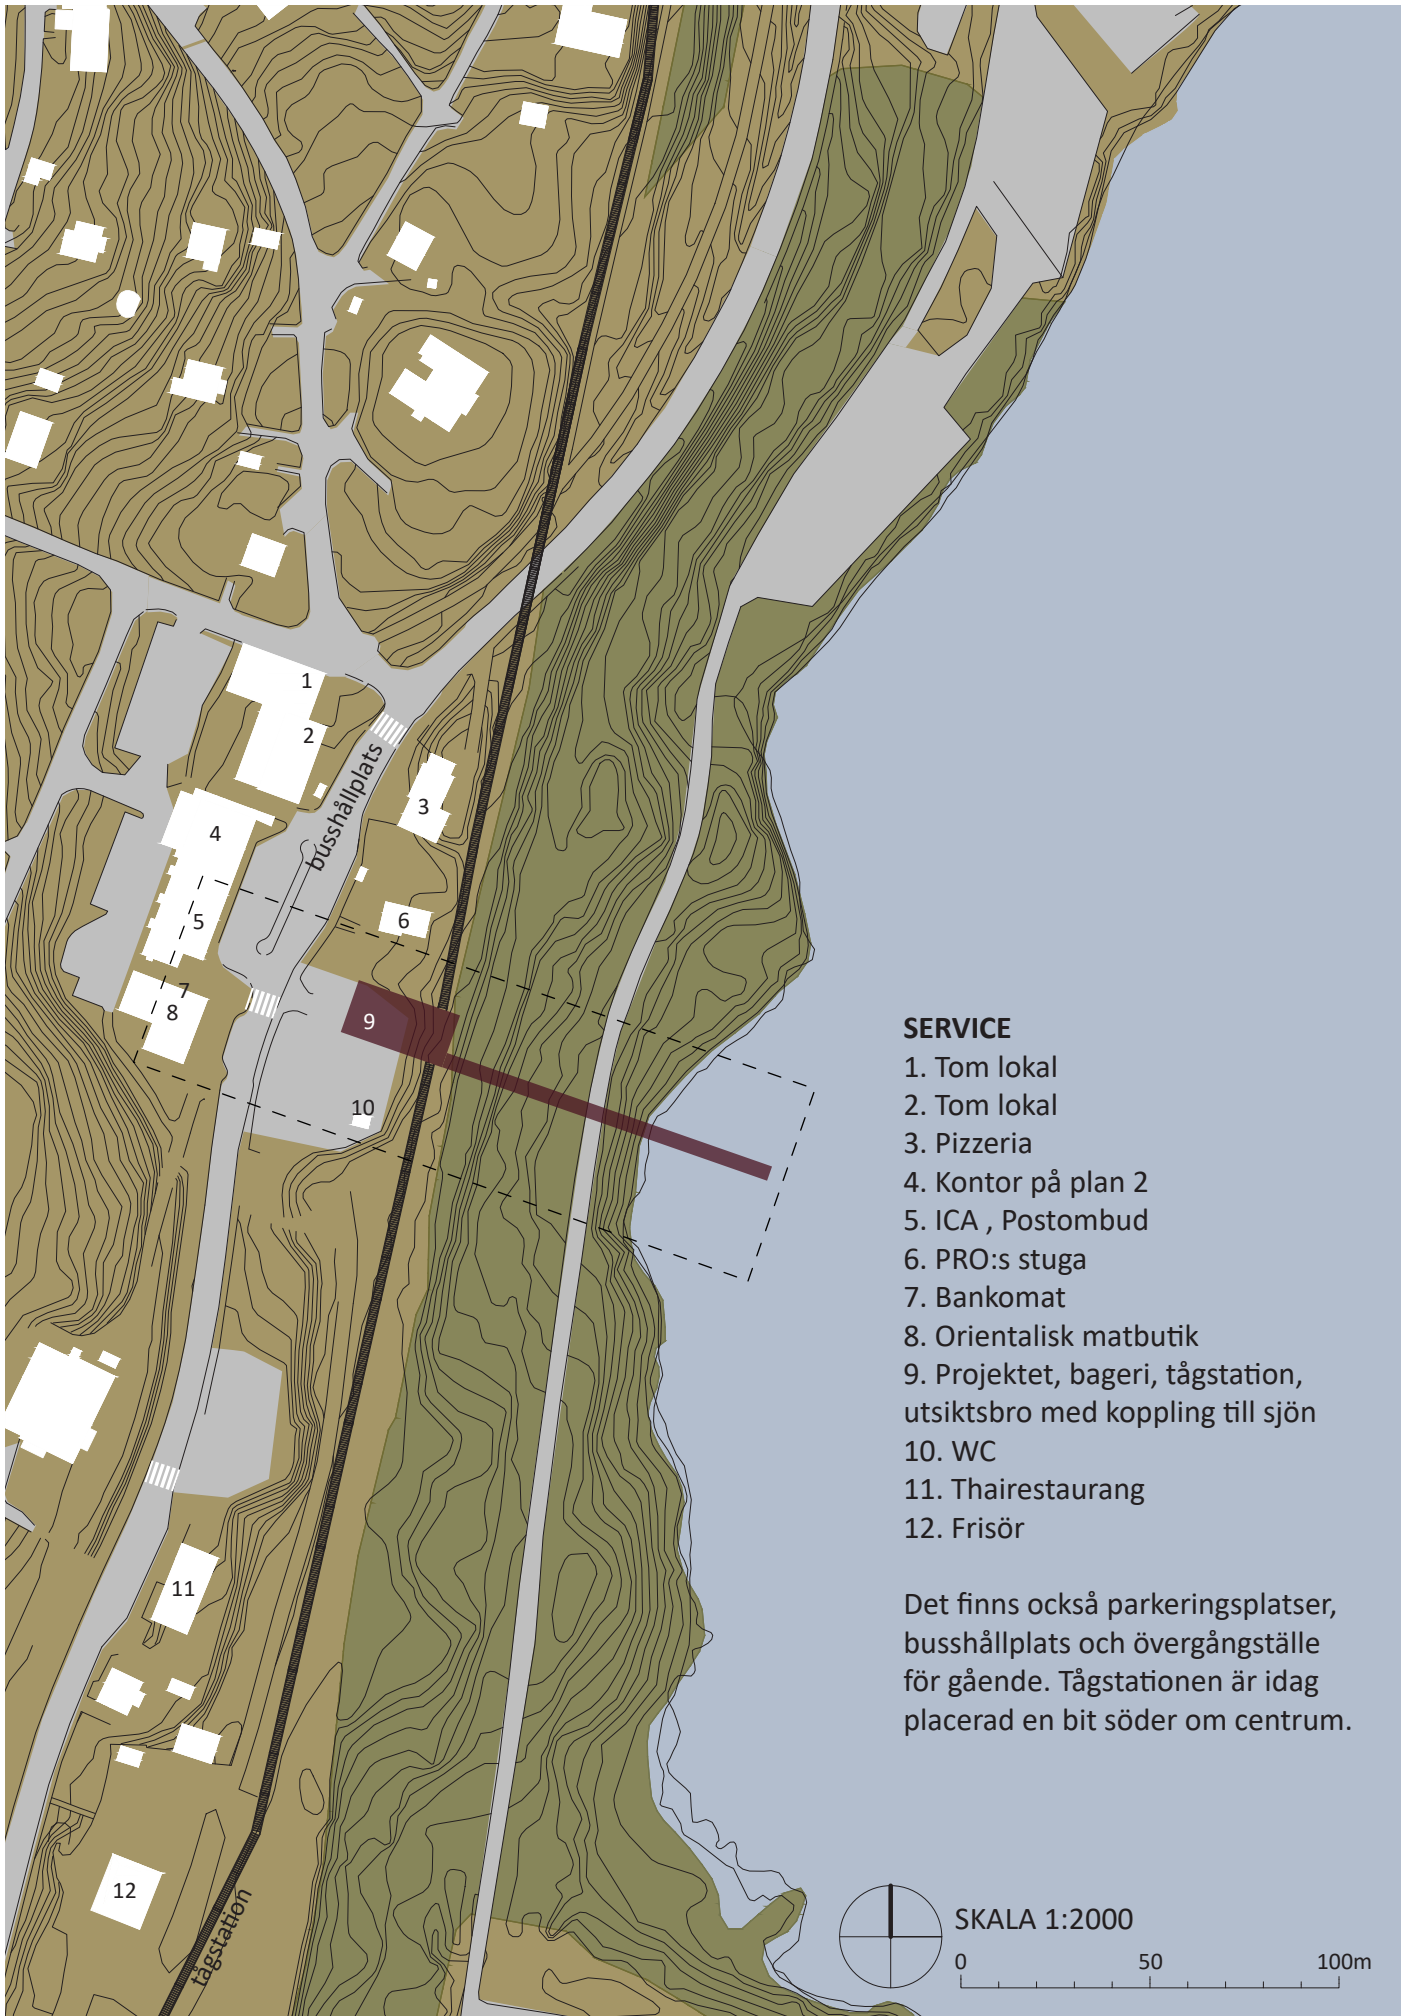 1
2
busshållplats
3
4
5
6
7
8
9
10
SERVICE
1. Tom lokal
2. Tom lokal
3. Pizzeria
4. Kontor på plan 2
5. ICA , Postombud
6. PRO:s stuga
7. Bankomat
8. Orientalisk matbutik
9. Projektet, bageri, tågstation,
utsiktsbro med koppling till sjön
10. WC
11. Thairestaurang
12. Frisör
Det finns också parkeringsplatser,
busshållplats och övergångställe
för gående. Tågstationen är idag
placerad en bit söder om centrum.
11
12
tågstation
SKALA 1:2000
0 50 100m